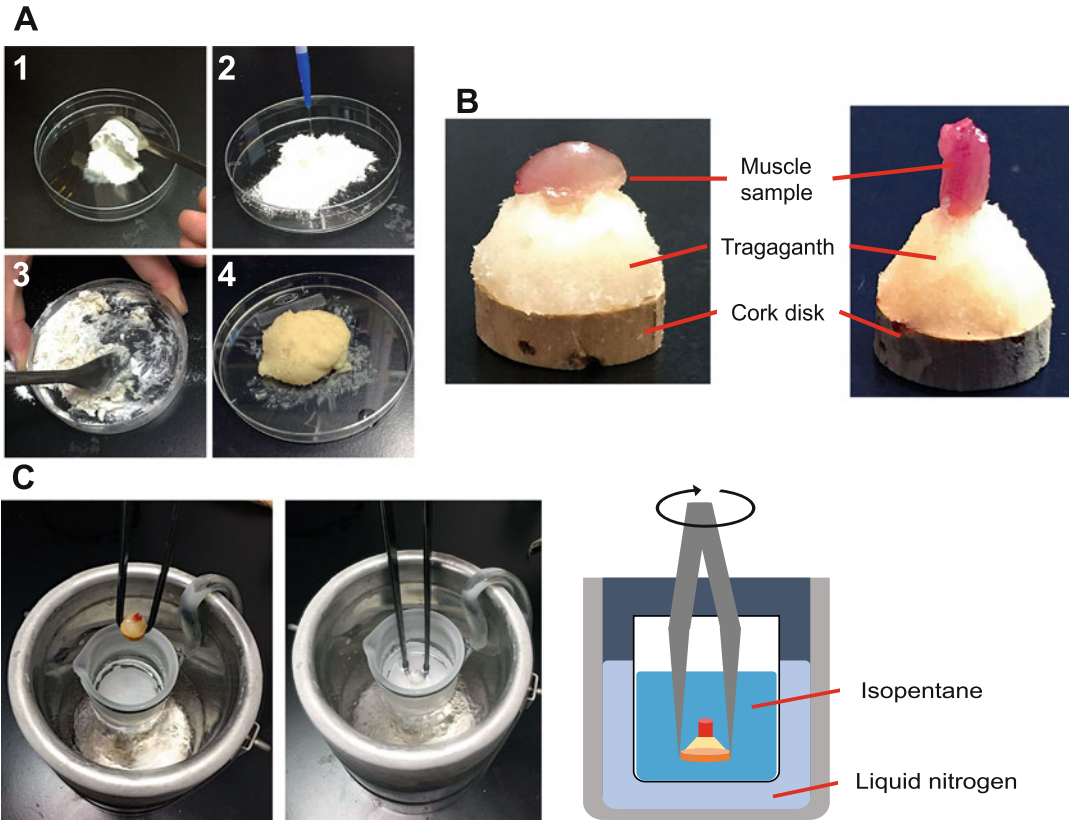 A
1
2
3
4
B
Muscle
sample
Tragaganth
Cork disk
C
Isopentane
Liquid nitrogen